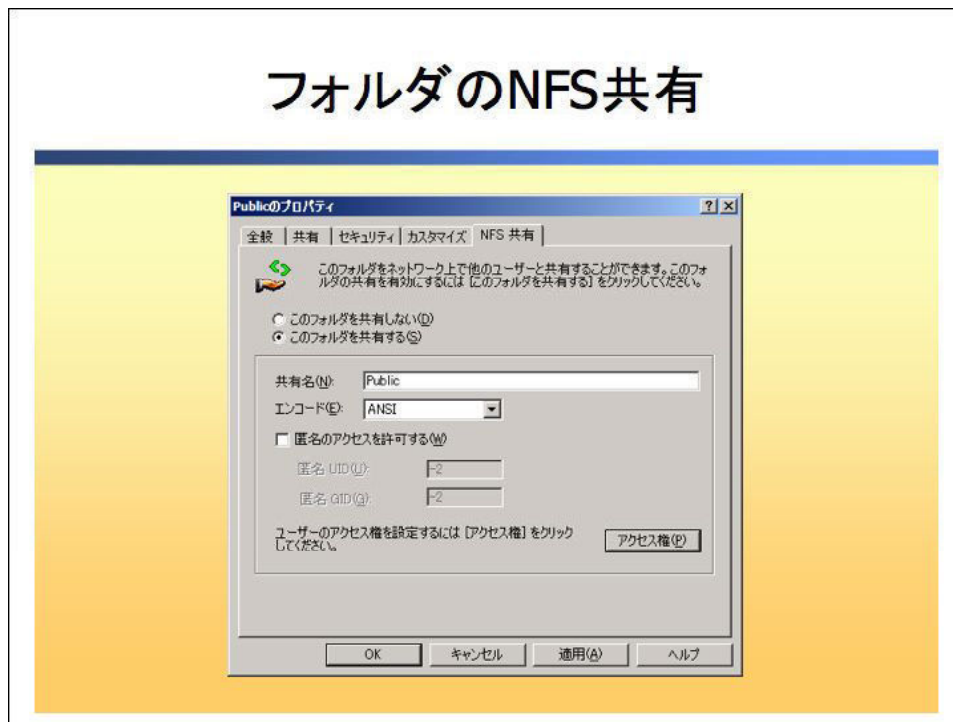 フォルダのNFS共有
Publicのプロパティ
全般 共有 セキュリティ カスタマイズ NFS 共有
このフォルダをネットワーク上で他のユーザーと共有することができます。このフォ
ルダの共有を有効にするには [このフォルダを共有する] をクリックしてください。
このフォルダを共有しない(D)
このフォルダを共有する(S)
共有名(N): Public
エンコード(E): ANSI
匿名のアクセスを許可する(W)
匿名 UID(U): -2
匿名 GID(G): -2
ユーザーのアクセス権を設定するには [アクセス権] をクリック
してください。
アクセス権(P)
OK キャンセル 適用(A) ヘルプ